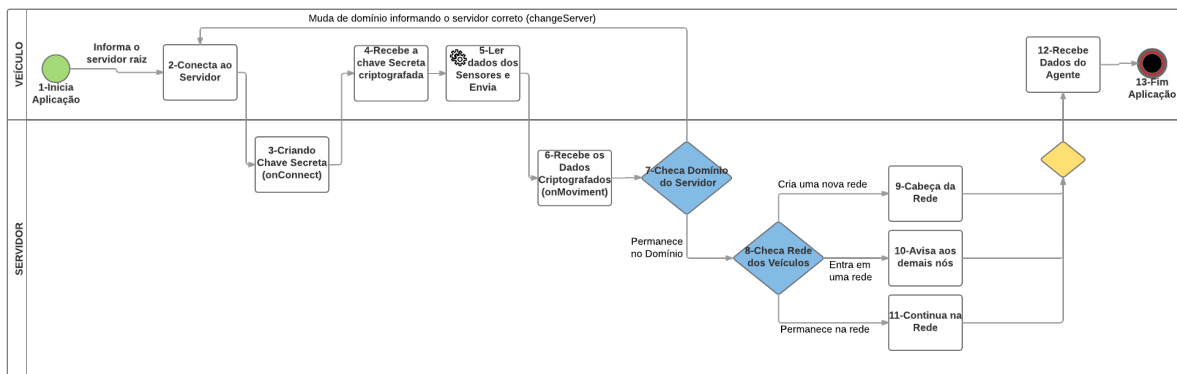 Muda de domínio informando o servidor correto (changeServer)
VEÍCULO
Informa o
servidor raiz
1-Inicia
Aplicação
2-Conecta ao
Servidor
4-Recebe a
chave Secreta
criptografada
5-Ler
dados dos
Sensores e
Envia
12-Recebe
Dados do
Agente
13-Fim
Aplicação
SERVIDOR
3-Criando
Chave Secreta
(onConnect)
6-Recebe os
Dados
Criptografados
(onMoviment)
7-Checa Domínio
do Servidor
Permanece
no Domínio
8-Checa Rede
dos Veículos
Cria uma nova rede
9-Cabeça da
Rede
Entra em
uma rede
10-Avisa aos
demais nós
Permanece na rede
11-Continua na
Rede